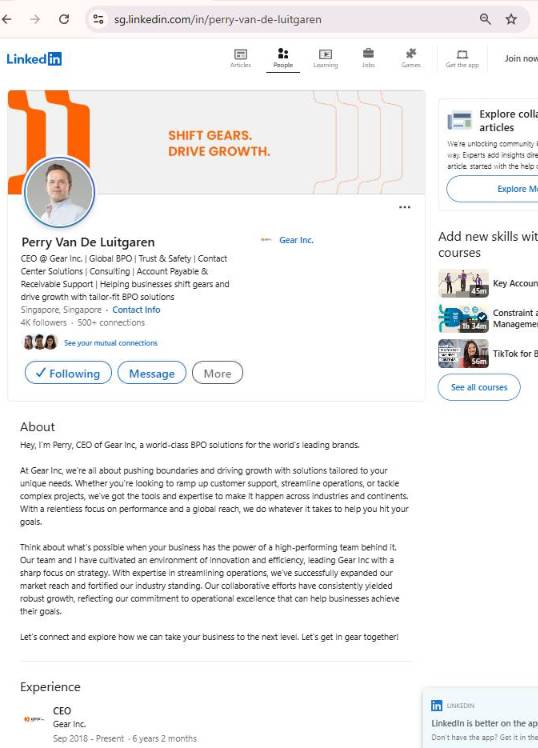 sg.linkedin.com/in/perry-van-de-luitgaren
Linked in
Articles
People
Learning
Jobs
Games
Get the app
Join now
SHIFT GEARS.
DRIVE GROWTH.
Perry Van De Luitgaren
Gear Inc.
CEO @ Gear Inc. | Global BPO | Trust & Safety | Contact
Center Solutions | Consulting | Account Payable &
Receivable Support | Helping businesses shift gears and
drive growth with tailor-fit BPO solutions
Singapore, Singapore · Contact Info
4K followers · 500+ connections
See your mutual connections
Following
Message
More
About
Hey, I'm Perry, CEO of Gear Inc, a world-class BPO solutions for the world's leading brands.
At Gear Inc, we're all about pushing boundaries and driving growth with solutions tailored to your
unique needs. Whether you're looking to ramp up customer support, streamline operations, or tackle
complex projects, we've got the tools and expertise to make it happen across industries and continents.
With a relentless focus on performance and a global reach, we do whatever it takes to help you hit your
goals.
Think about what's possible when your business has the power of a high-performing team behind it.
Our team and I have cultivated an environment of innovation and efficiency, leading Gear Inc with a
sharp focus on strategy. With expertise in streamlining operations, we've successfully expanded our
market reach and fortified our industry standing. Our collaborative efforts have consistently yielded
robust growth, reflecting our commitment to operational excellence that can help businesses achieve
their goals.
Let's connect and explore how we can take your business to the next level. Let's get in gear together!
Experience
CEO
Gear Inc.
Sep 2018 - Present · 6 years 2 months
Explore colla
articles
We're unlocking community k
way. Experts add insights dire
article, started with the help o
Explore Mo
Add new skills wit
courses
45m
Key Accoun
1h 34m
Constraint a
Managemen
56m
TikTok for B
See all courses
in LINKEDIN
LinkedIn is better on the ap
Don't have the app? Get it in the